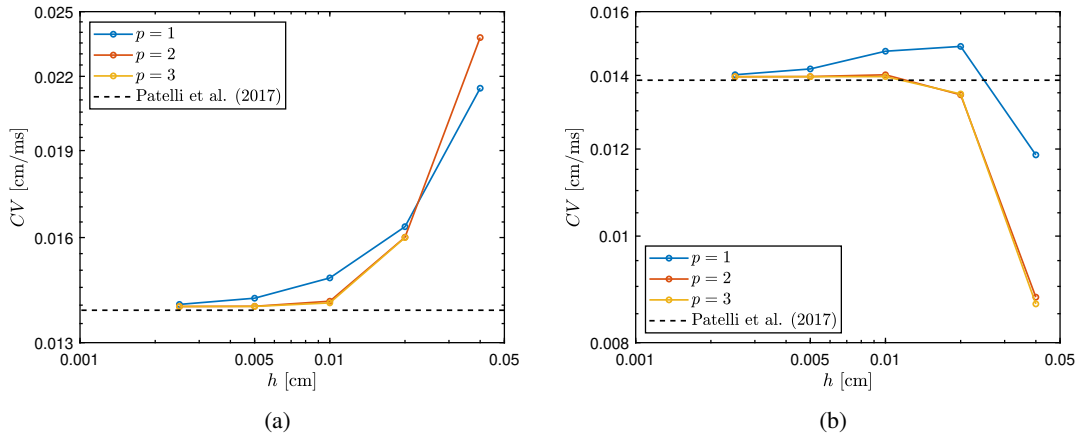 0.025
0.022
0.019
0.016
0.013
CV [cm/ms]
p = 1
p = 2
p = 3
Patelli et al. (2017)
0.001
0.005
0.01
0.05
h [cm]
(a)
0.016
0.014
0.012
0.01
0.008
CV [cm/ms]
p = 1
p = 2
p = 3
Patelli et al. (2017)
0.001
0.005
0.01
0.05
h [cm]
(b)